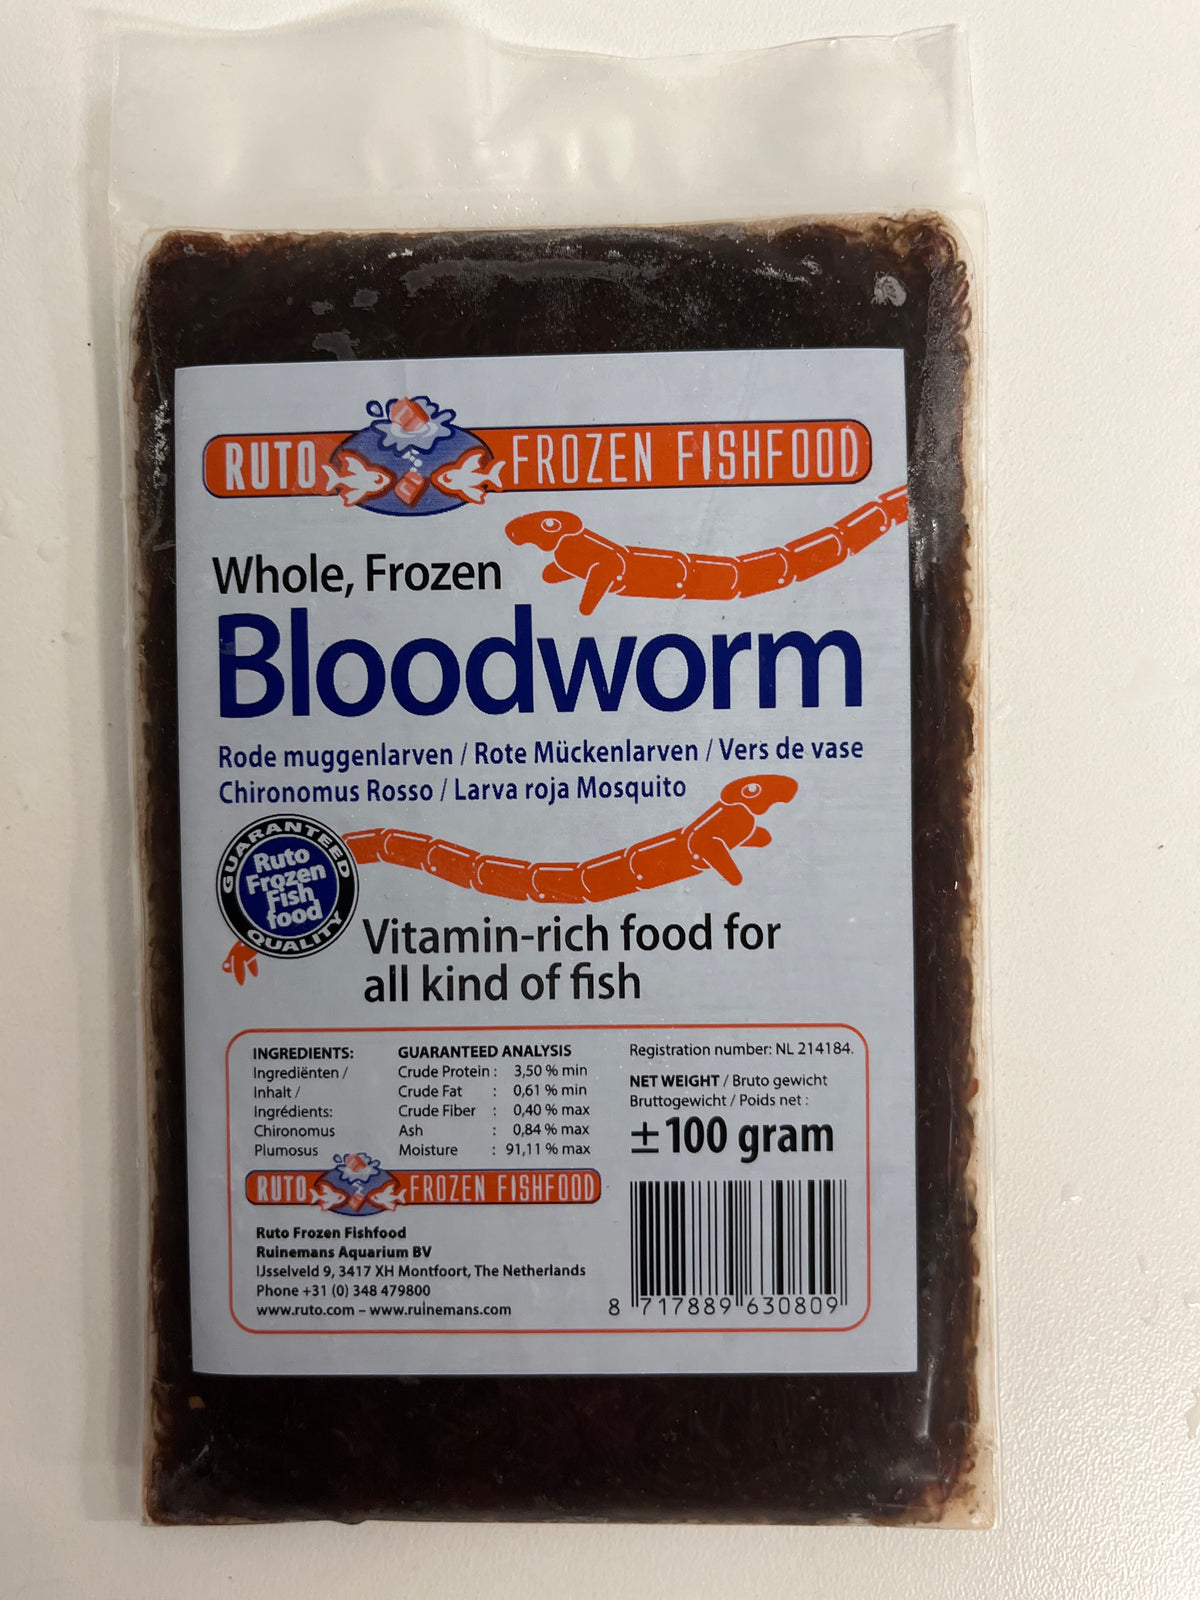 RUTO FROZEN FISHFOOD
Whole, Frozen
Bloodworm
Rode muggenlarven / Rote Mückenlarven / Vers de vase
Chironomus Rosso / Larva roja Mosquito
GUARANTEED
Ruto
Frozen
Fish
food
QUALITY
Vitamin-rich food for
all kind of fish
INGREDIENTS:
Ingrediënten /
Inhalt /
Ingrédients:
Chironomus
Plumosus
GUARANTEED ANALYSIS
Crude Protein : 3,50 % min
Crude Fat : 0,61 % min
Crude Fiber : 0,40 % max
Ash : 0,84 % max
Moisture : 91,11 % max
Registration number: NL 214184.
NET WEIGHT / Bruto gewicht
Bruttogewicht / Poids net :
±100 gram
RUTO FROZEN FISHFOOD
Ruto Frozen Fishfood
Ruinemans Aquarium BV
IJsselveld 9, 3417 XH Montfoort, The Netherlands
Phone +31 (0) 348 479800
www.ruto.com – www.ruinemans.com
8 717889 630809